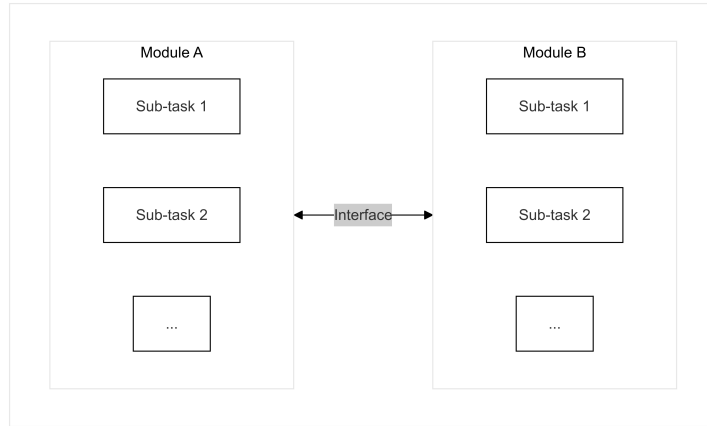 Module A
Sub-task 1
Sub-task 2
...
Interface
Module B
Sub-task 1
Sub-task 2
...